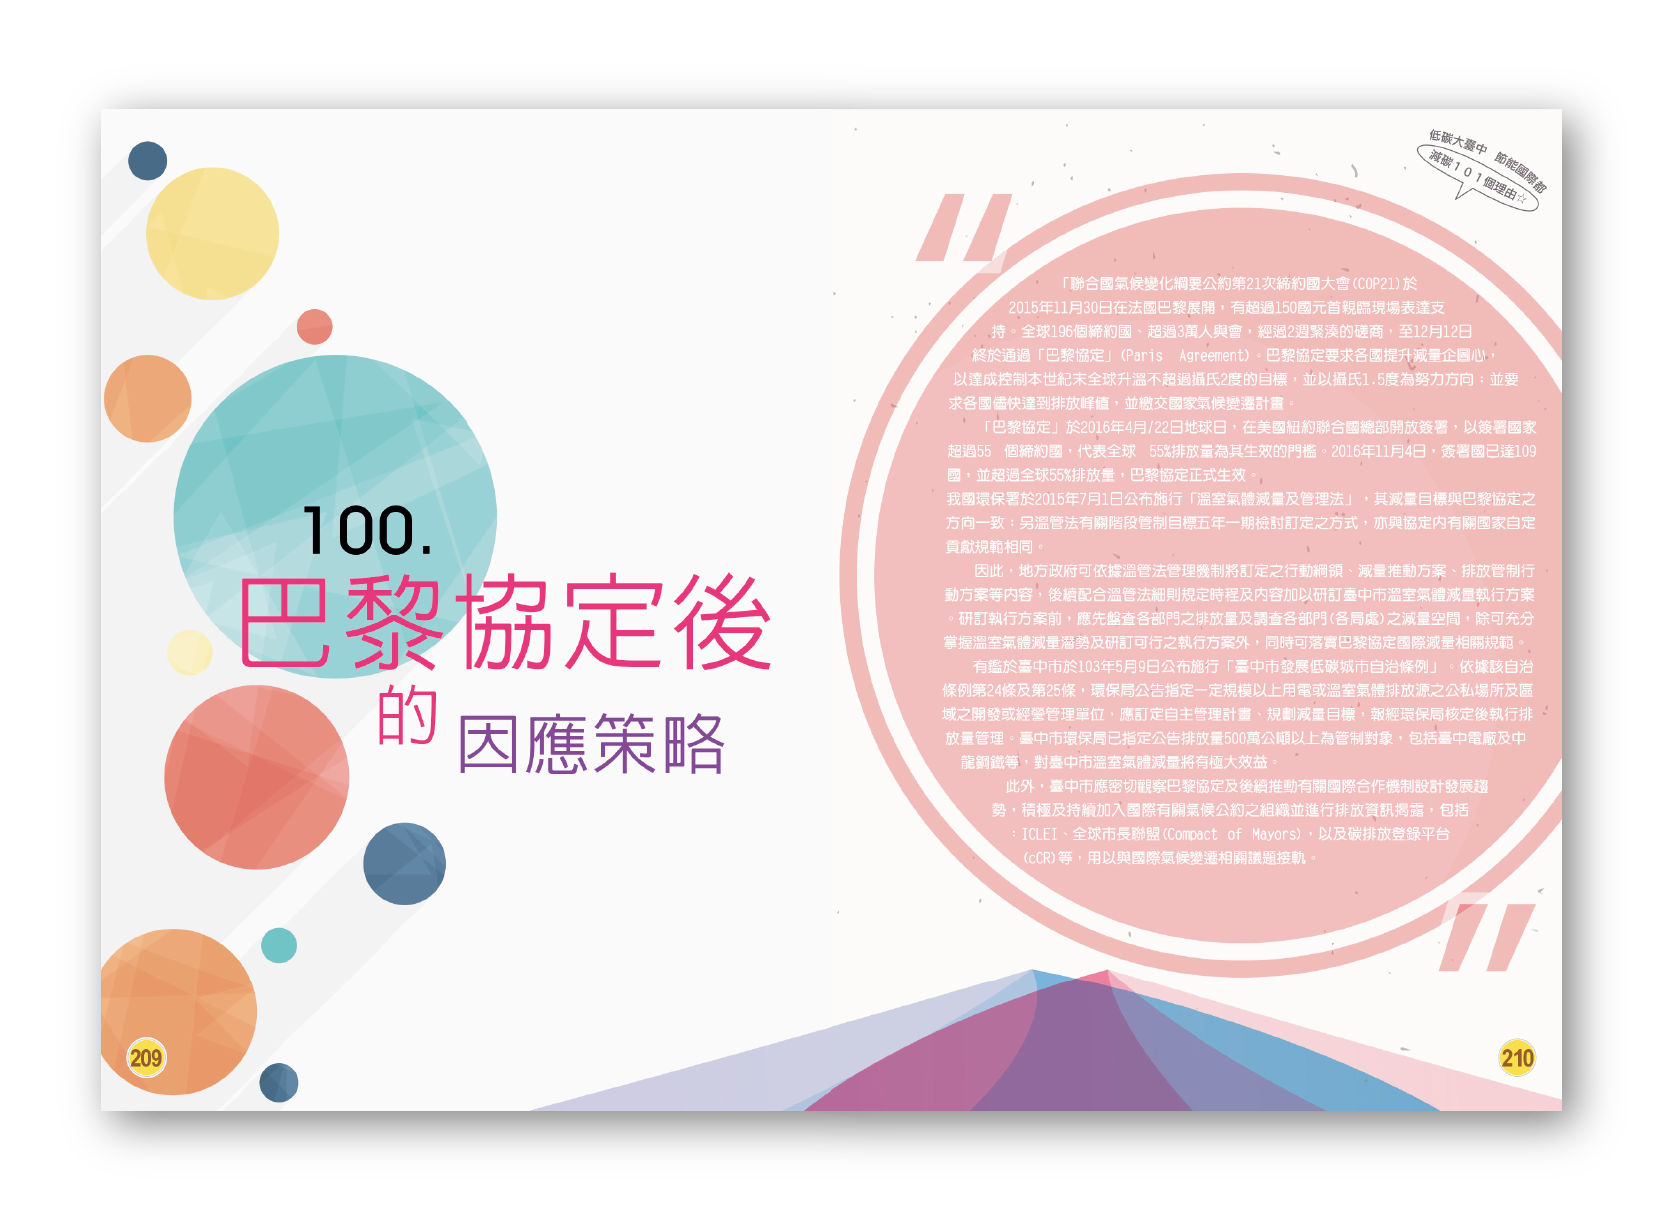 100.
巴黎協定後
的 因應策略
209
低碳大臺中 節能國際都
減碳101個理由☆
「聯合國氣候變化綱要公約第21次締約國大會(COP21)於
2015年11月30日在法國巴黎展開，有超過150國元首親臨現場表達支
持。全球196個締約國、超過3萬人與會，經過2週緊湊的磋商，至12月12日
終於通過「巴黎協定」(Paris Agreement)。巴黎協定要求各國提升減量企圖心，
以達成控制本世紀末全球升溫不超過攝氏2度的目標，並以攝氏1.5度為努力方向；並要
求各國儘快達到排放峰值，並繳交國家氣候變遷計畫。
「巴黎協定」於2016年4月/22日地球日，在美國紐約聯合國總部開放簽署，以簽署國家
超過55 個締約國，代表全球 55%排放量為其生效的門檻。2016年11月4日，簽署國已達109
國，並超過全球55%排放量，巴黎協定正式生效。
我國環保署於2015年7月1日公布施行「溫室氣體減量及管理法」，其減量目標與巴黎協定之
方向一致；另溫管法有關階段管制目標五年一期檢討訂定之方式，亦與協定內有關國家自定
貢獻規範相同。
因此，地方政府可依據溫管法管理機制將訂定之行動綱領、減量推動方案、排放管制行
動方案等內容，後續配合溫管法細則規定時程及內容加以研訂臺中市溫室氣體減量執行方案
。研訂執行方案前，應先盤查各部門之排放量及調查各部門(各局處)之減量空間，除可充分
掌握溫室氣體減量潛勢及研訂可行之執行方案外，同時可落實巴黎協定國際減量相關規範。
有鑑於臺中市於103年5月9日公布施行「臺中市發展低碳城市自治條例」。依據該自治
條例第24條及第25條，環保局公告指定一定規模以上用電或溫室氣體排放源之公私場所及區
域之開發或經營管理單位，應訂定自主管理計畫、規劃減量目標，報經環保局核定後執行排
放量管理。臺中市環保局已指定公告排放量500萬公噸以上為管制對象，包括臺中電廠及中
龍鋼鐵等，對臺中市溫室氣體減量將有極大效益。
此外，臺中市應密切觀察巴黎協定及後續推動有關國際合作機制設計發展趨
勢，積極及持續加入國際有關氣候公約之組織並進行排放資訊揭露，包括
：ICLEI、全球市長聯盟(Compact of Mayors)，以及碳排放登錄平台
(cCR)等，用以與國際氣候變遷相關議題接軌。
210